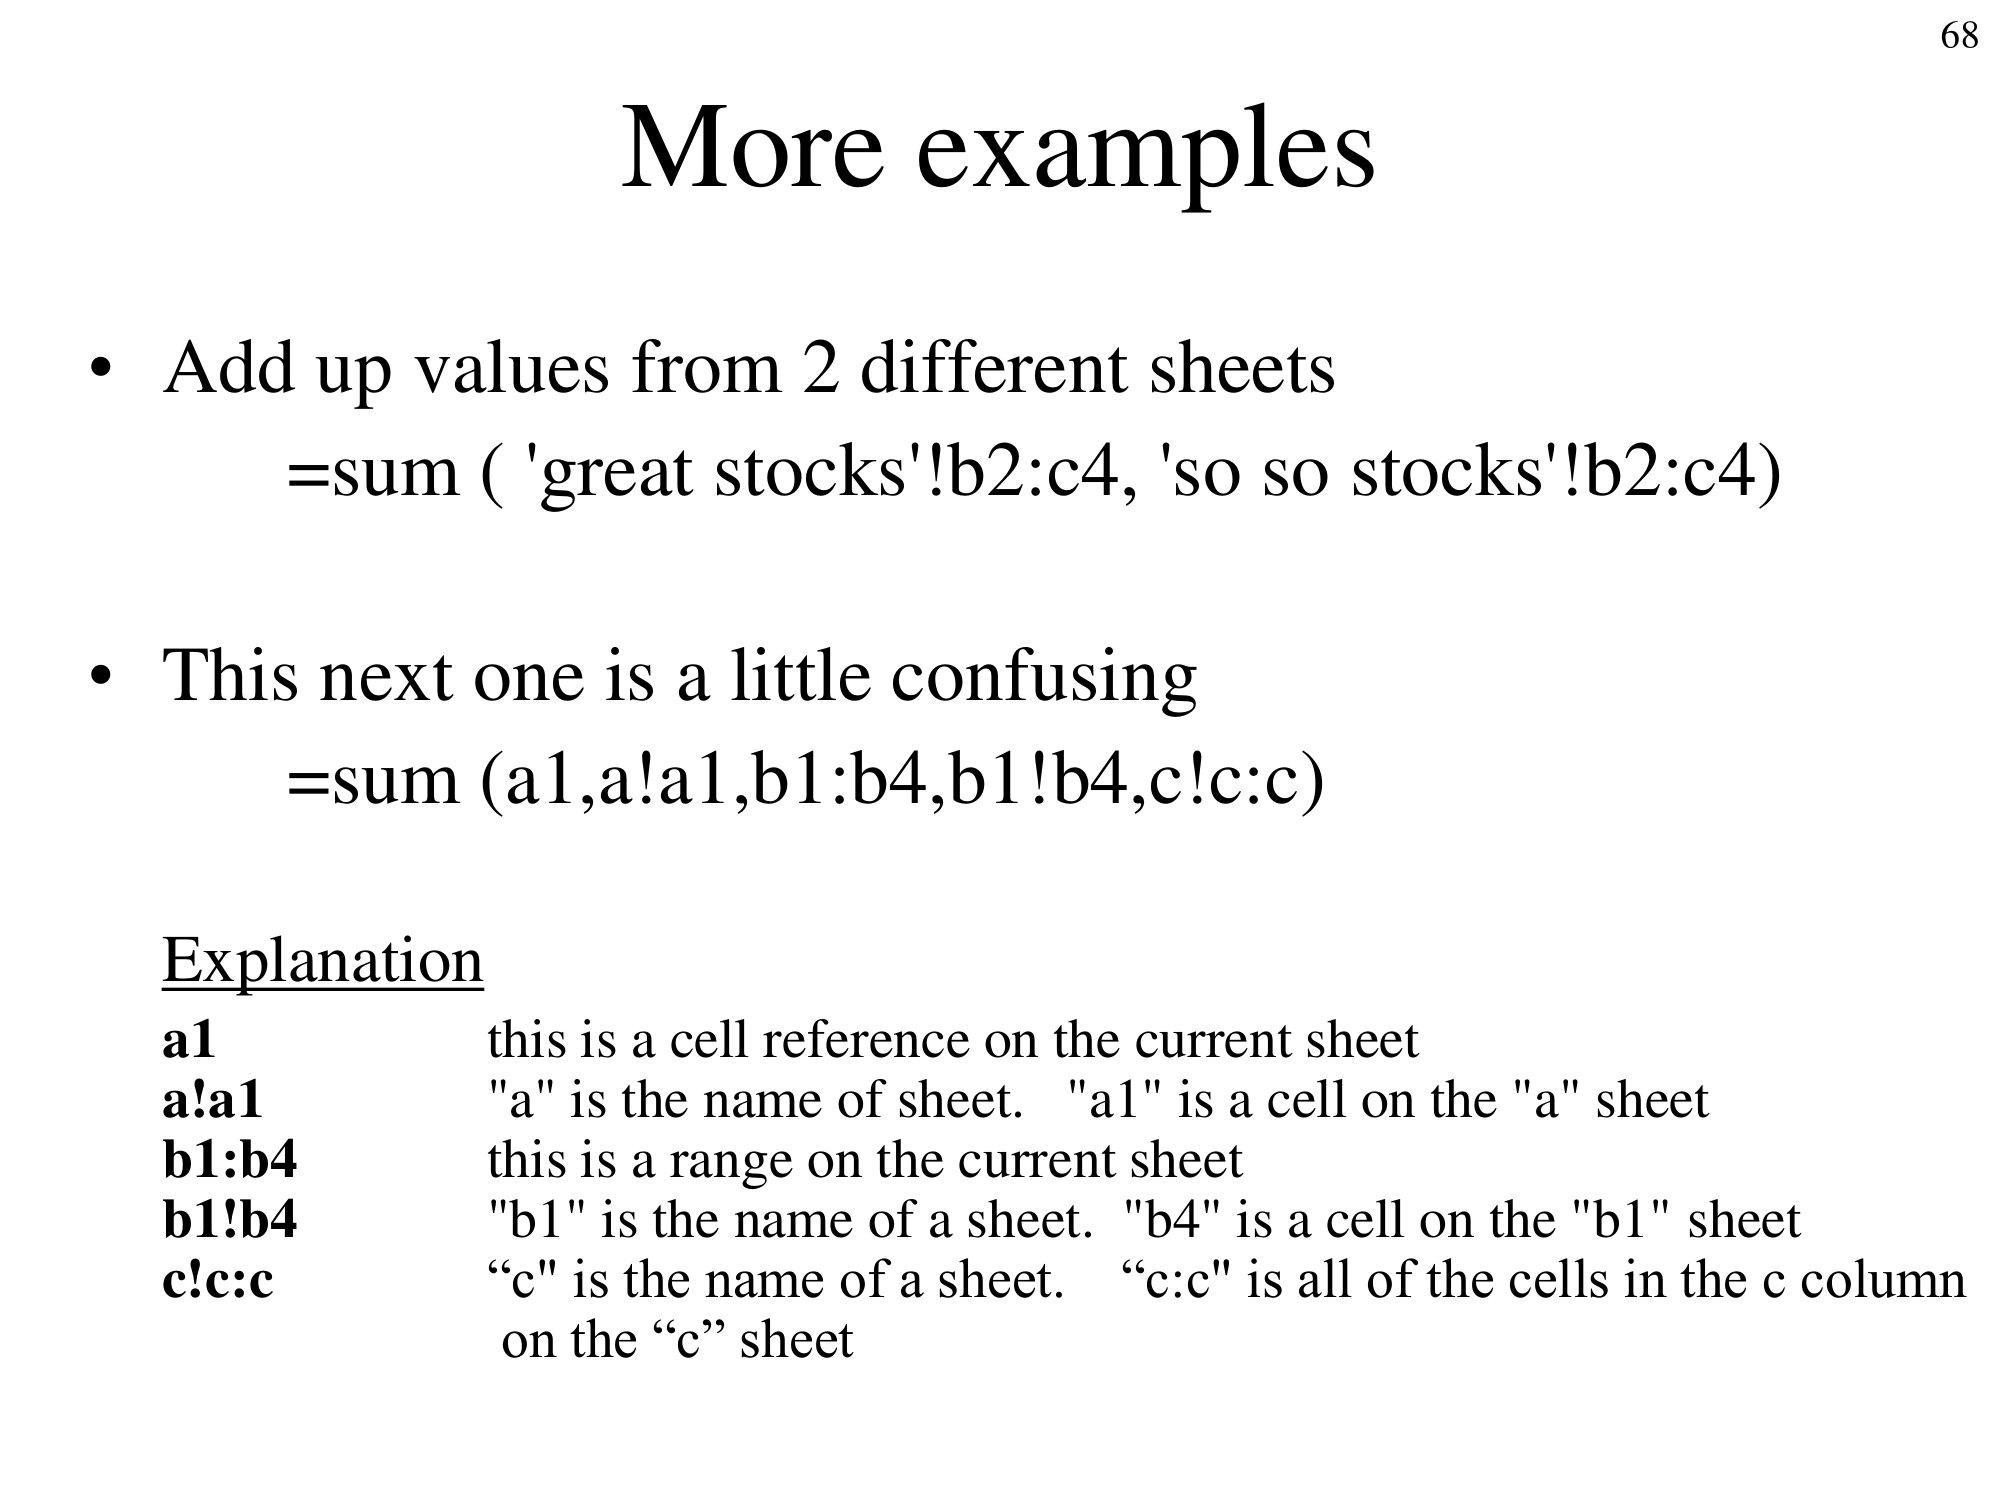 68
More examples
• Add up values from 2 different sheets
=sum ( 'great stocks'!b2:c4, 'so so stocks'!b2:c4)
• This next one is a little confusing
=sum (a1,a!a1,b1:b4,b1!b4,c!c:c)
Explanation
a1 this is a cell reference on the current sheet
a!a1 "a" is the name of sheet. "a1" is a cell on the "a" sheet
b1:b4 this is a range on the current sheet
b1!b4 "b1" is the name of a sheet. "b4" is a cell on the "b1" sheet
c!c:c “c" is the name of a sheet. “c:c" is all of the cells in the c column
on the “c” sheet